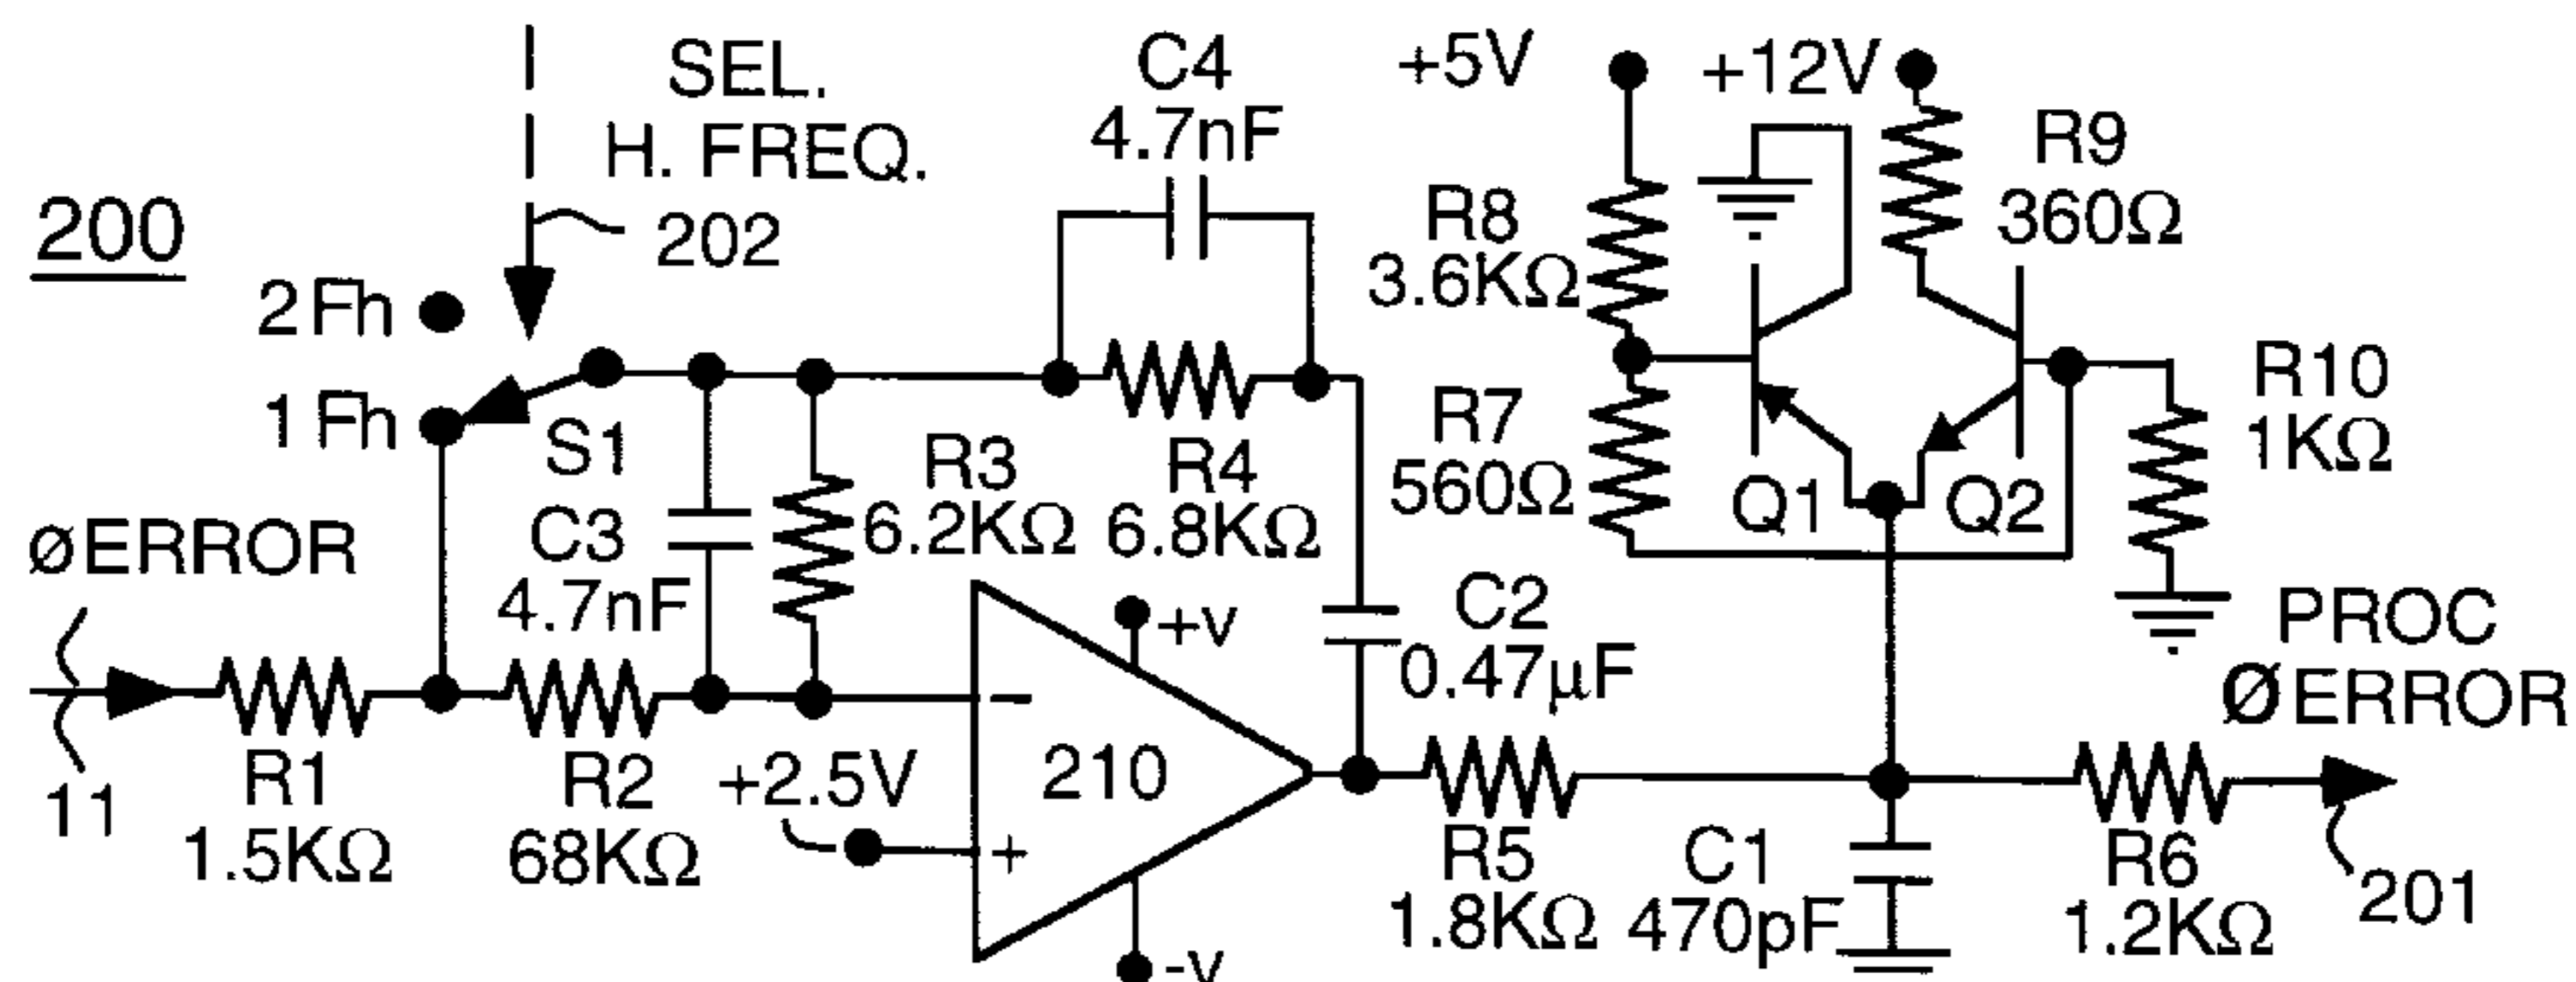 200
SEL.
H. FREQ.
202
2Fh
1Fh
S1
C4
4.7nF
+5V
+12V
R9
360Ω
R8
3.6KΩ
R10
1KΩ
R7
560Ω
Q1
Q2
R3
6.2KΩ
R4
6.8KΩ
C3
4.7nF
øERROR
11
R1
1.5KΩ
R2
68KΩ
+2.5V
210
−
+
+v
-v
C2
0.47μF
R5
1.8KΩ
C1
470pF
R6
1.2KΩ
PROC
ØERROR
201